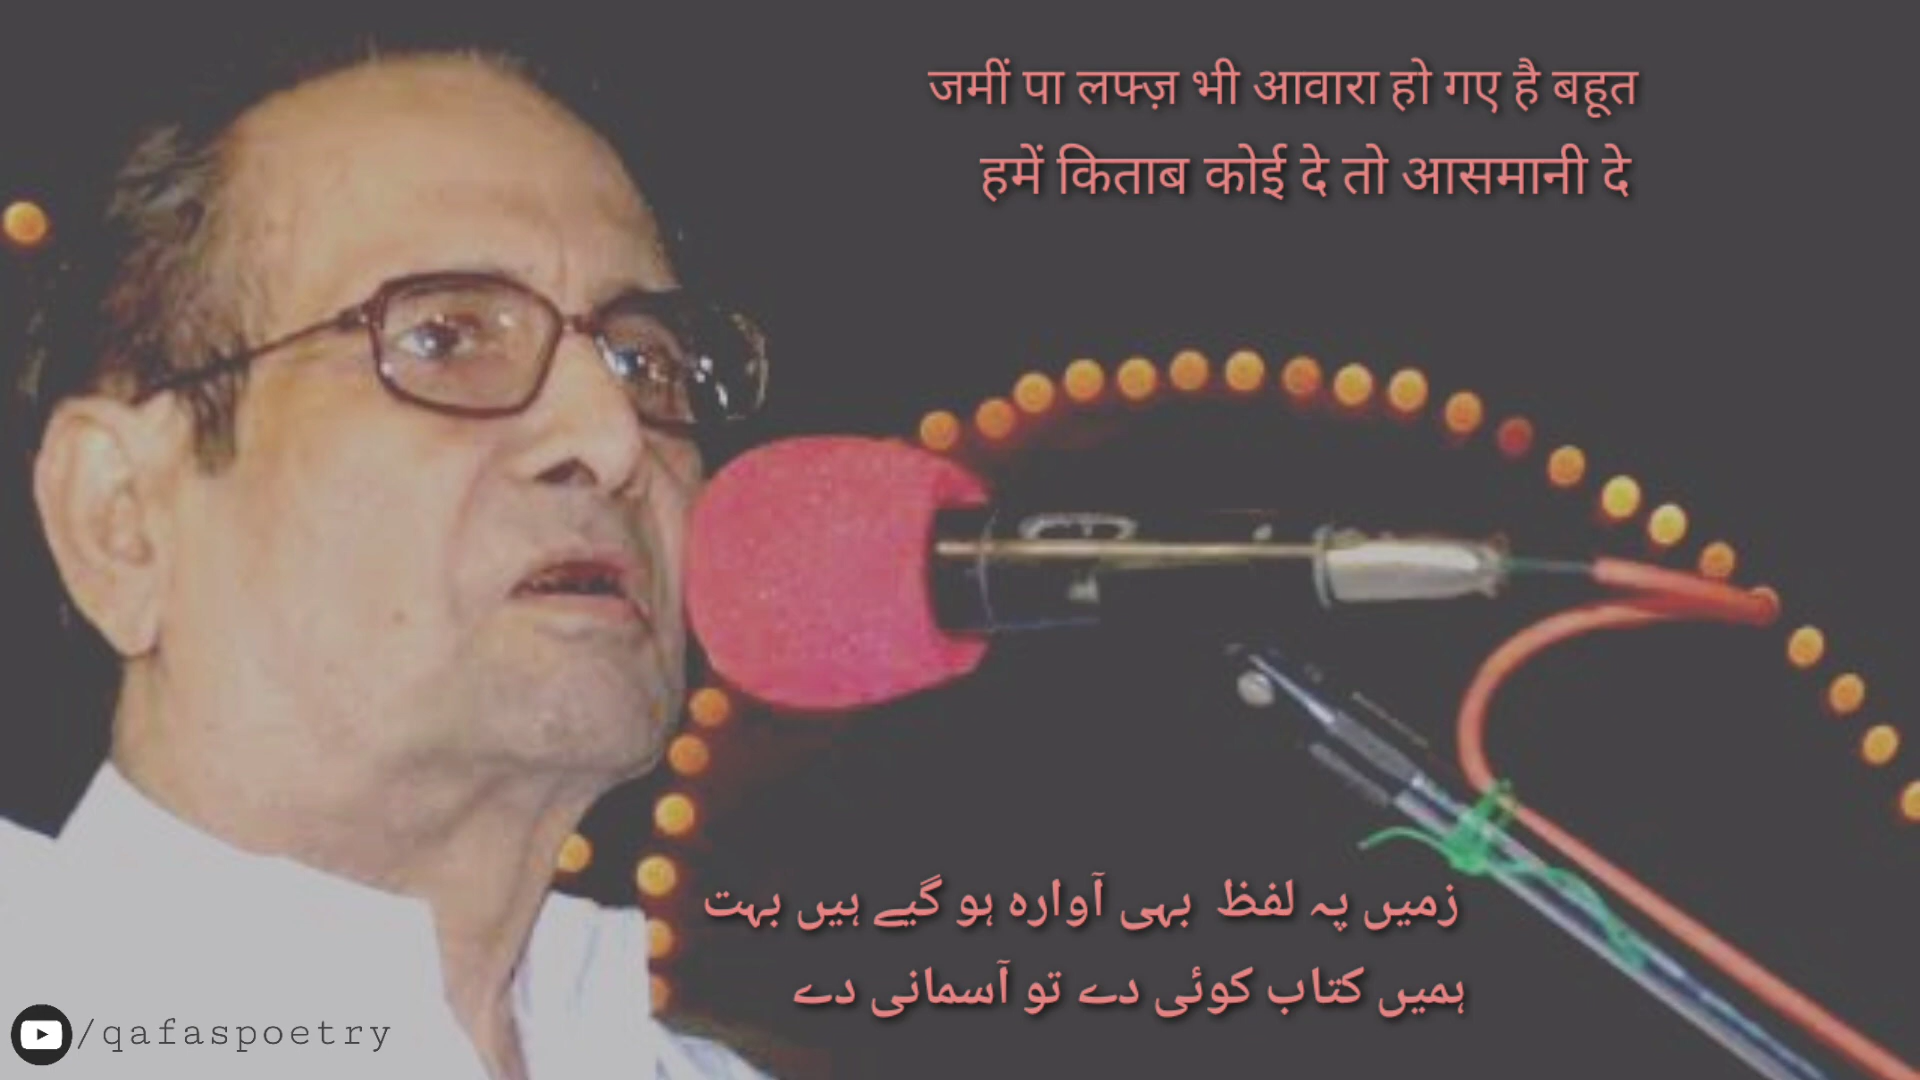 जमीं पा लफ्ज़ भी आवारा हो गए है बहूत
हमें किताब कोई दे तो आसमानी दे
زمیں پہ لفظ بہی آوارہ ہو گیے ہیں بہت
ہمیں کتاب کوئی دے تو آسمانی دے
/qafaspoetry